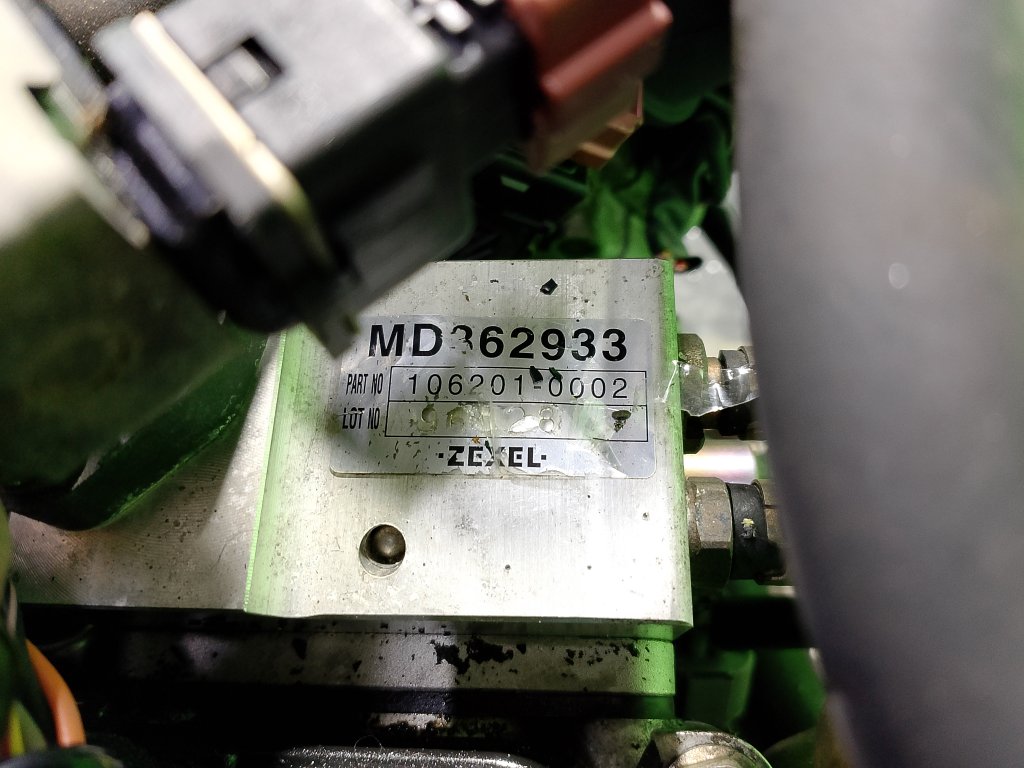 MD362933
PART NO 106201-0002
LOT NO
·ZEXEL·